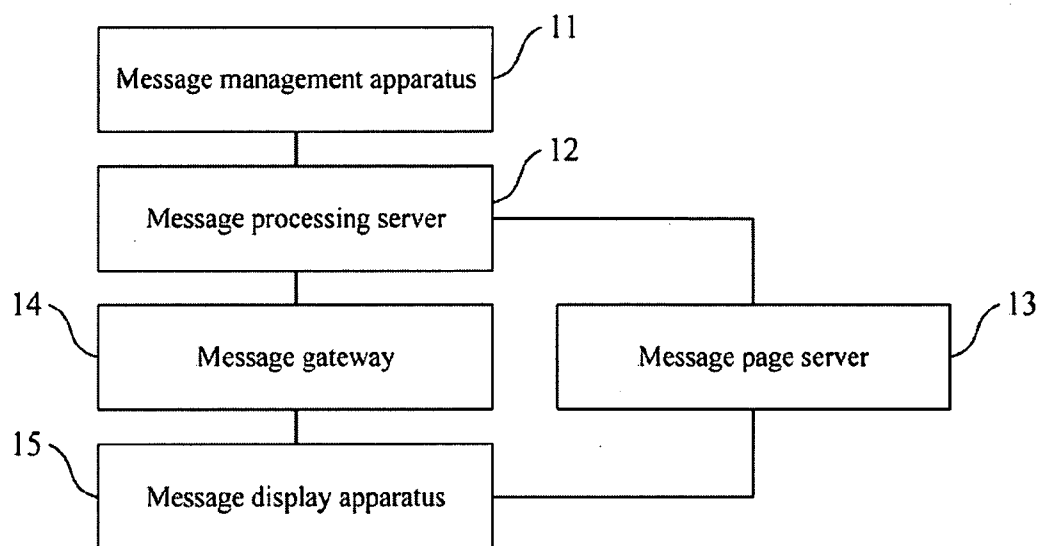 11
Message management apparatus
12
Message processing server
14
Message gateway
13
Message page server
15
Message display apparatus